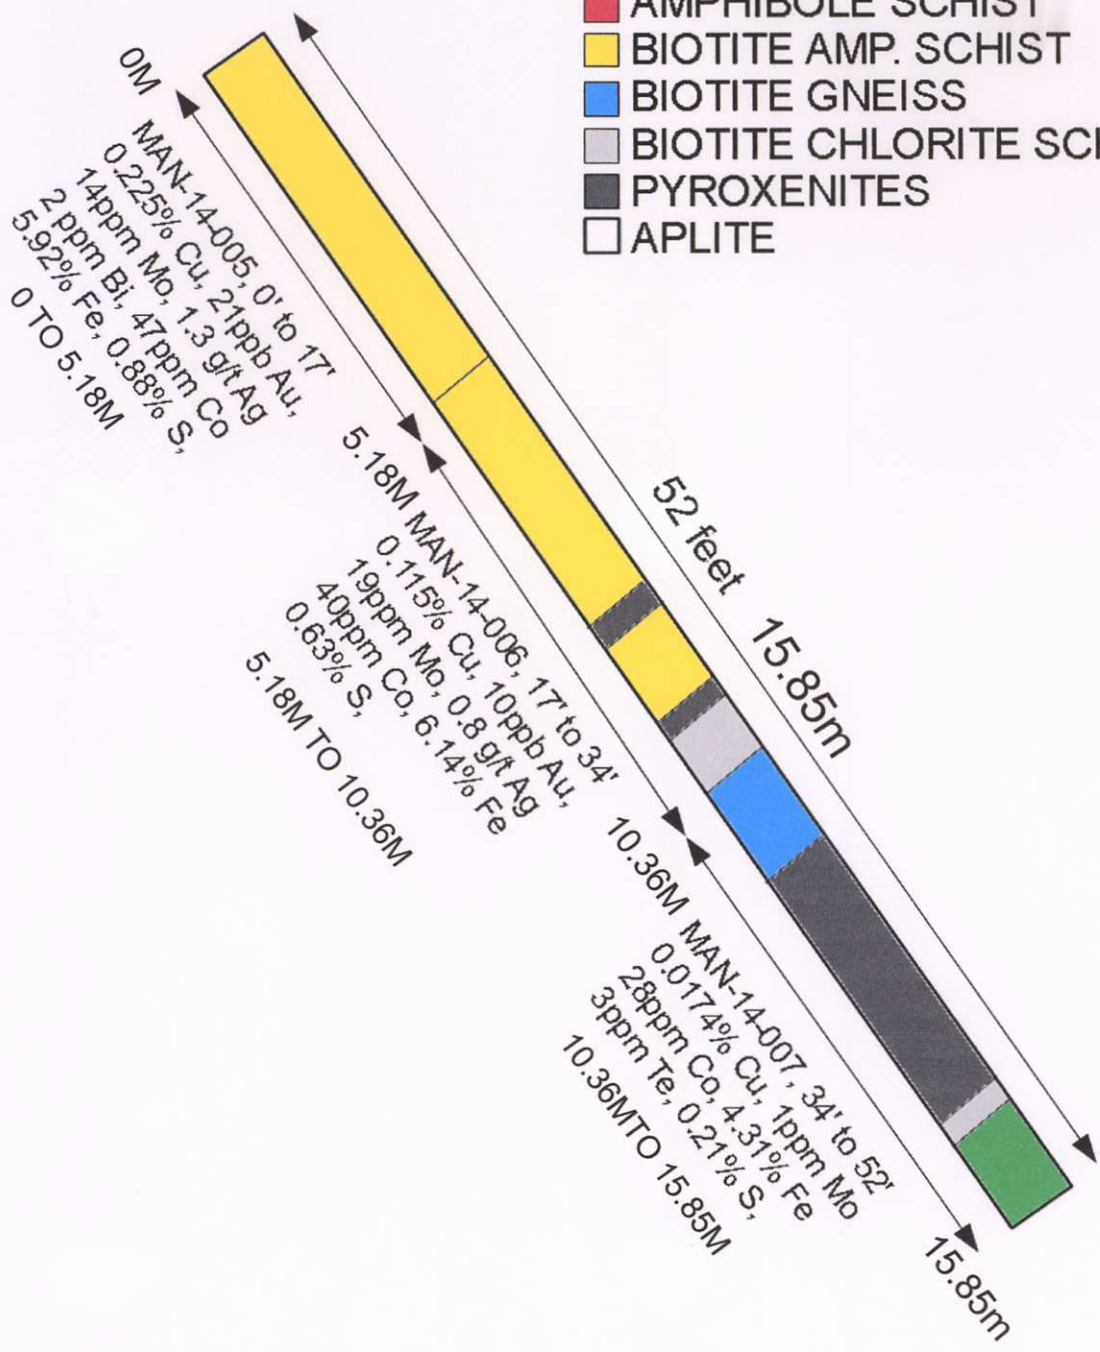 AMPHIBOLE SCHIST
BIOTITE AMP. SCHIST
BIOTITE GNEISS
BIOTITE CHLORITE SCH
PYROXENITES
APLITE
0M
MAN-14-005, 0' to 17'
0.225% Cu, 21ppb Au,
14ppm Mo, 1.3 g/t Ag
2 ppm Bi, 47ppm Co
5.92% Fe, 0.88% S,
0 TO 5.18M
5.18M
MAN-14-006, 17' to 34'
0.115% Cu, 10ppb Au,
19ppm Mo, 0.8 g/t Ag
40ppm Co, 6.14% Fe
0.63% S,
5.18M TO 10.36M
52 feet
15.85m
10.36M
MAN-14-007, 34' to 52'
0.0174% Cu, 1ppm Mo
28ppm Co, 4.31% Fe
3ppm Te, 0.21% S,
10.36MTO 15.85M
15.85m